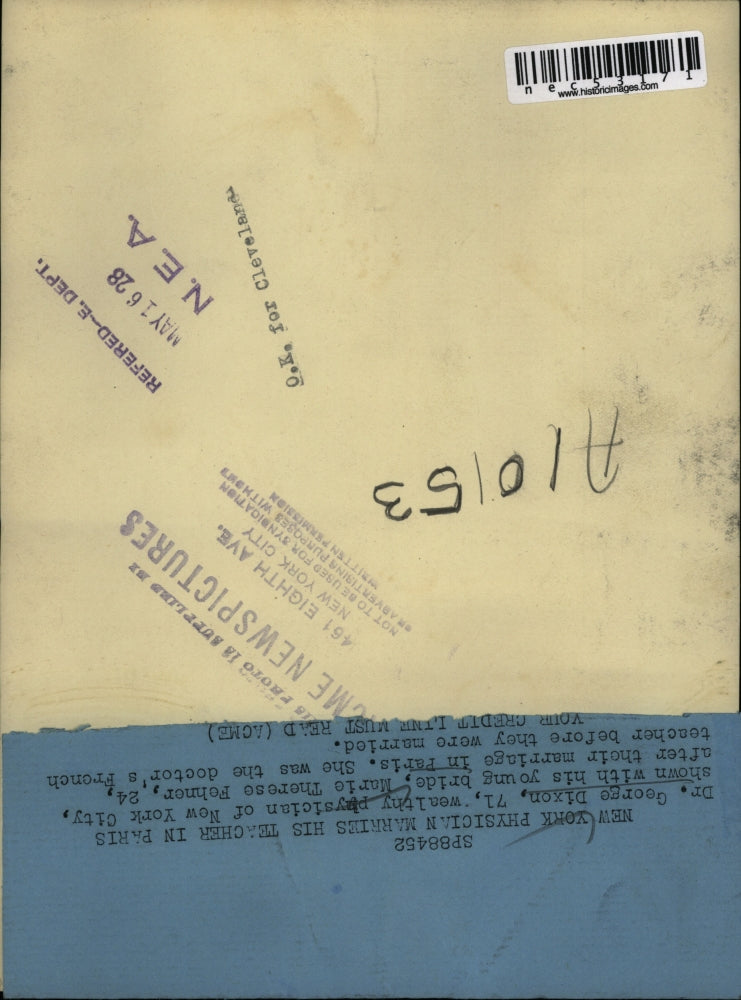 nec53171
www.historicimages.com
O.K. for Cleveland.
REFERED-E. DEPT.
MAY 16 28
N.E.A.
A10153
IS PHOTO IS SUPPLIED BY
CME NEWSPICTURES
461 EIGHTH AVE.
NEW YORK CITY
NOT TO BE USED FOR SYNDICATION
OR ADVERTISING PURPOSES WITHOUT
WRITTEN PERMISSION
SP88452
NEW YORK PHYSICIAN MARRIES HIS TEACHER IN PARIS
Dr. George Dixon, 71, wealthy physician of New York City,
shown with his young bride, Marie Therese Fehner, 24,
after their marriage in Paris. She was the doctor's French
teacher before they were married.
YOUR CREDIT LINE MUST READ (ACME)